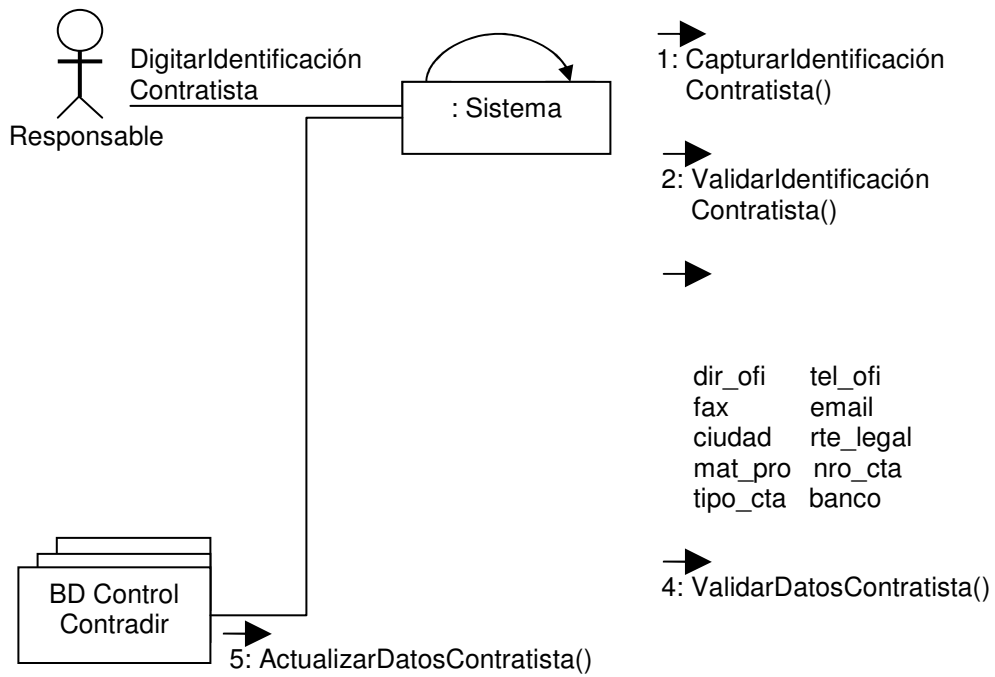 DigitarIdentificación
Contratista
Responsable
: Sistema
1: CapturarIdentificación
Contratista()
2: ValidarIdentificación
Contratista()
dir_ofi tel_ofi
fax email
ciudad rte_legal
mat_pro nro_cta
tipo_cta banco
4: ValidarDatosContratista()
BD Control
Contradir
5: ActualizarDatosContratista()